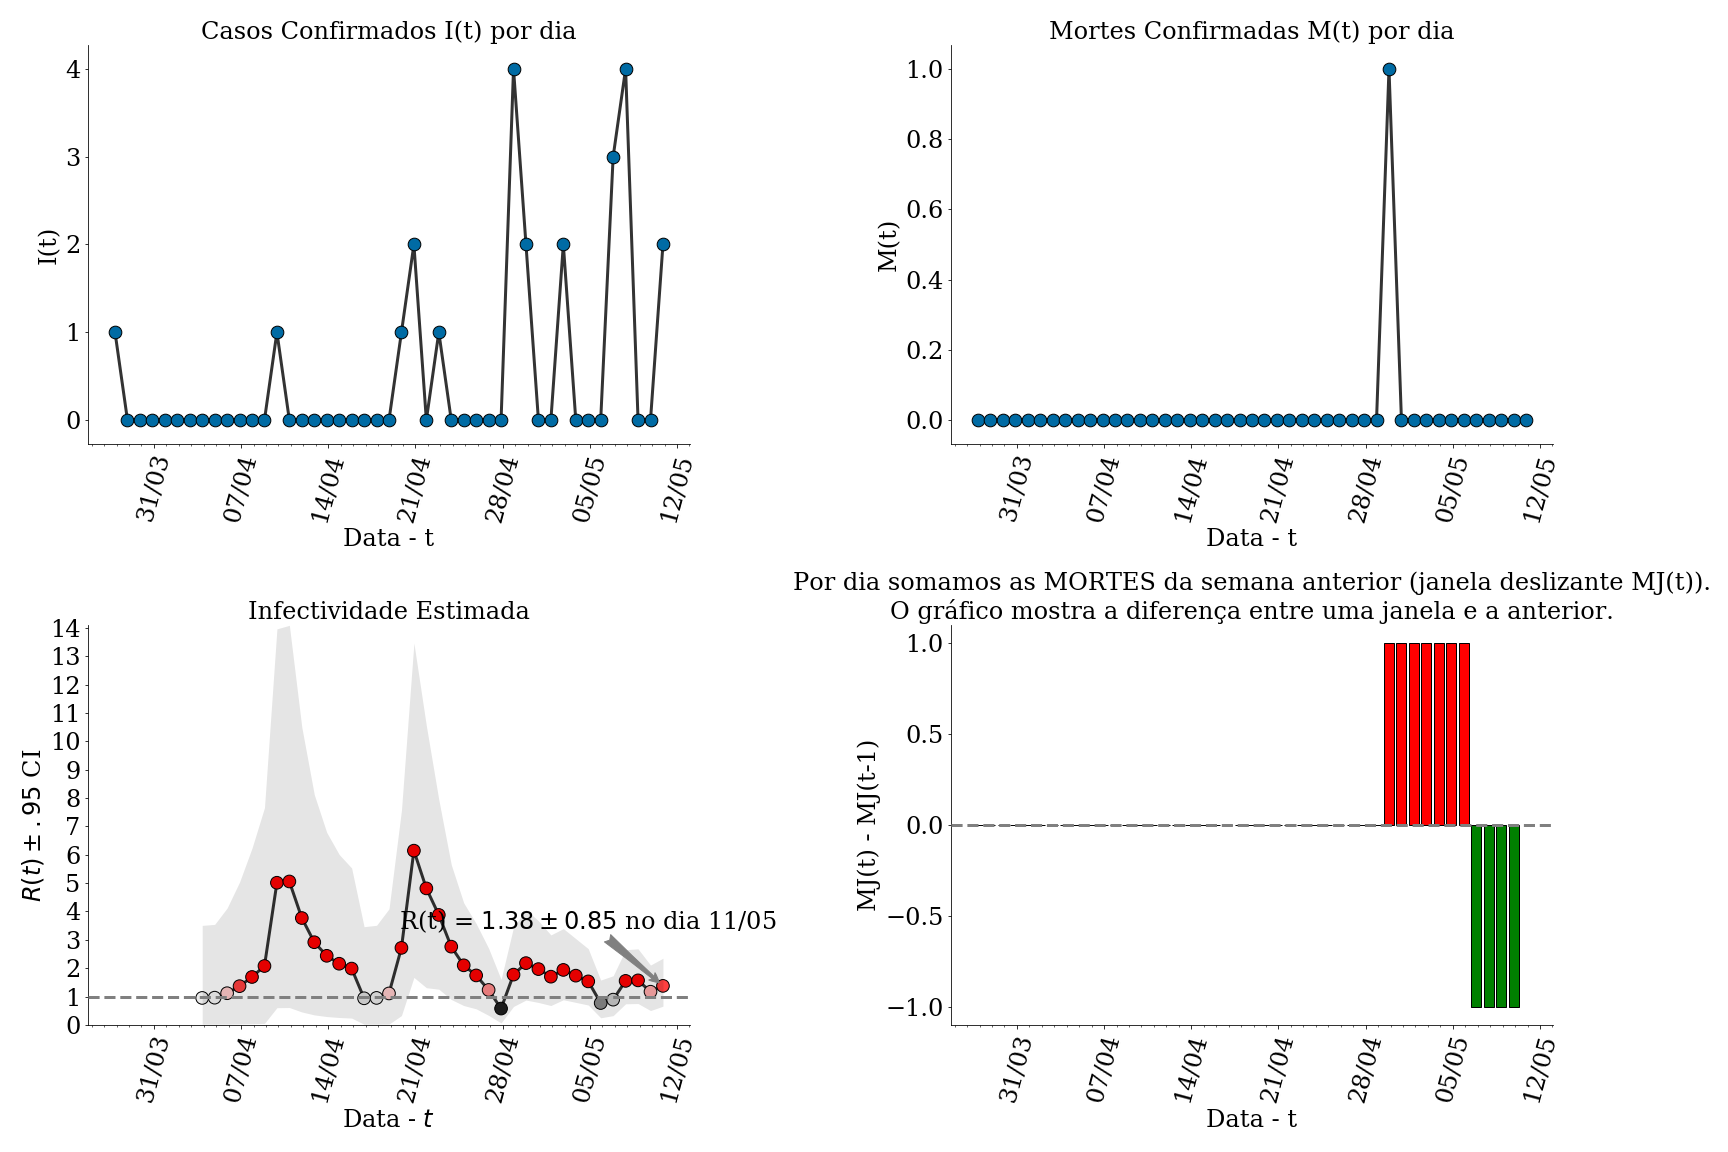 Casos Confirmados I(t) por dia
I(t)
4
3
2
1
0
31/03 07/04 14/04 21/04 28/04 05/05 12/05
Data - t
Mortes Confirmadas M(t) por dia
M(t)
1.0
0.8
0.6
0.4
0.2
0.0
31/03 07/04 14/04 21/04 28/04 05/05 12/05
Data - t
Infectividade Estimada
R(t) ± .95 CI
14
13
12
11
10
9
8
7
6
5
4
3
2
1
0
R(t) = 1.38 ± 0.85 no dia 11/05
31/03 07/04 14/04 21/04 28/04 05/05 12/05
Data - t
Por dia somamos as MORTES da semana anterior (janela deslizante MJ(t)).
O gráfico mostra a diferença entre uma janela e a anterior.
MJ(t) - MJ(t-1)
1.0
0.5
0.0
−0.5
−1.0
31/03 07/04 14/04 21/04 28/04 05/05 12/05
Data - t